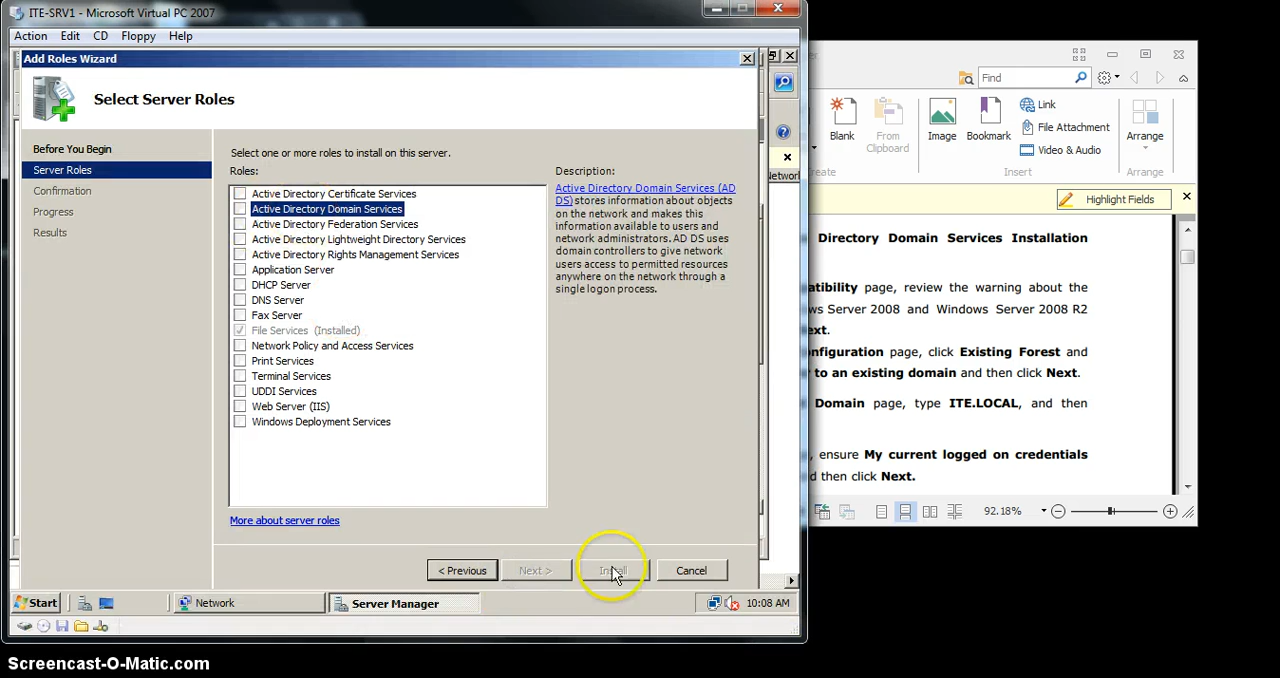 ITE-SRV1 - Microsoft Virtual PC 2007
Action Edit CD Floppy Help
Add Roles Wizard
Select Server Roles
Before You Begin
Server Roles
Confirmation
Progress
Results
Select one or more roles to install on this server.
Roles:
Active Directory Certificate Services
Active Directory Domain Services
Active Directory Federation Services
Active Directory Lightweight Directory Services
Active Directory Rights Management Services
Application Server
DHCP Server
DNS Server
Fax Server
File Services (Installed)
Network Policy and Access Services
Print Services
Terminal Services
UDDI Services
Web Server (IIS)
Windows Deployment Services
More about server roles
Description:
Active Directory Domain Services (AD
DS) stores information about objects
on the network and makes this
information available to users and
network administrators. AD DS uses
domain controllers to give network
users access to permitted resources
anywhere on the network through a
single logon process.
< Previous Next > Install Cancel
Networ
Start Network Server Manager 10:08 AM
Find
Blank
From
Clipboard
Image
Bookmark
Link
File Attachment
Video & Audio
Arrange
eate Insert Arrange
Highlight Fields
Directory Domain Services Installation
atibility page, review the warning about the
ws Server 2008 and Windows Server 2008 R2
ext.
nfiguration page, click Existing Forest and
r to an existing domain and then click Next.
Domain page, type ITE.LOCAL, and then
, ensure My current logged on credentials
nd then click Next.
92.18%
Screencast-O-Matic.com